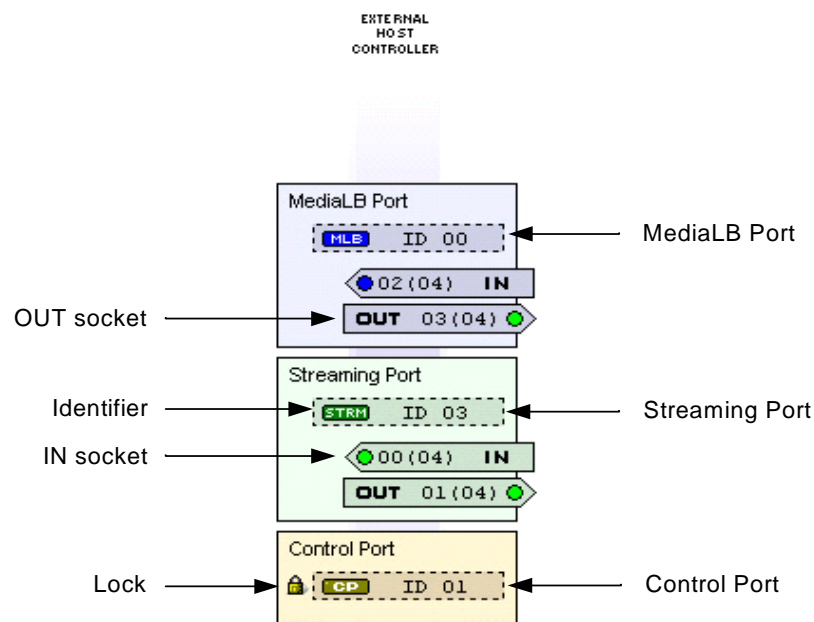 EXTERNAL
HOST
CONTROLLER
MediaLB Port
MLB ID 00
MediaLB Port
02(04) IN
OUT socket
OUT 03(04)
Streaming Port
Identifier
STRM ID 03
Streaming Port
IN socket
00(04) IN
OUT 01(04)
Control Port
Lock
CP ID 01
Control Port